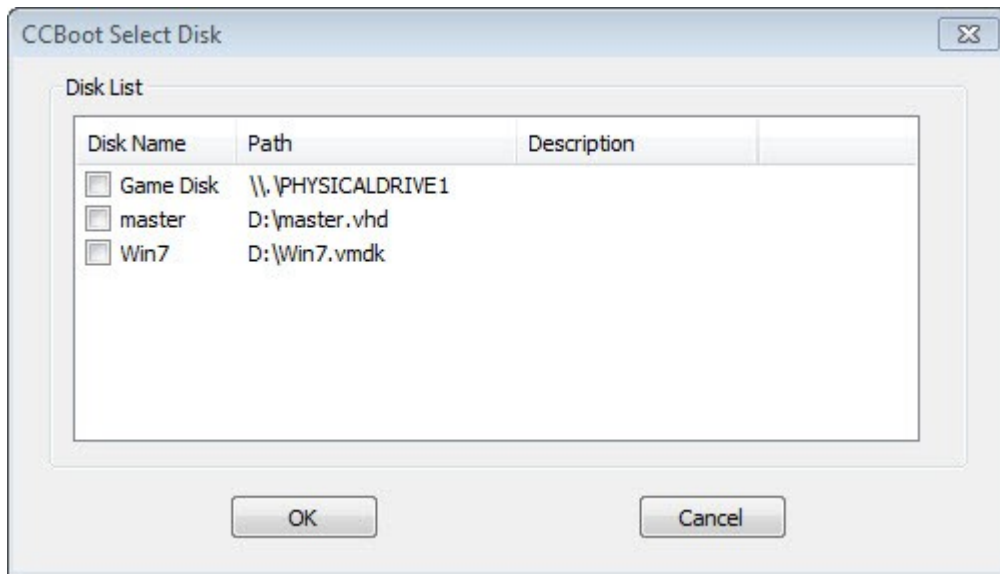 CCBoot Select Disk
Disk List
Disk Name Path Description
Game Disk \\.\PHYSICALDRIVE1
master D:\master.vhd
Win7 D:\Win7.vmdk
OK Cancel